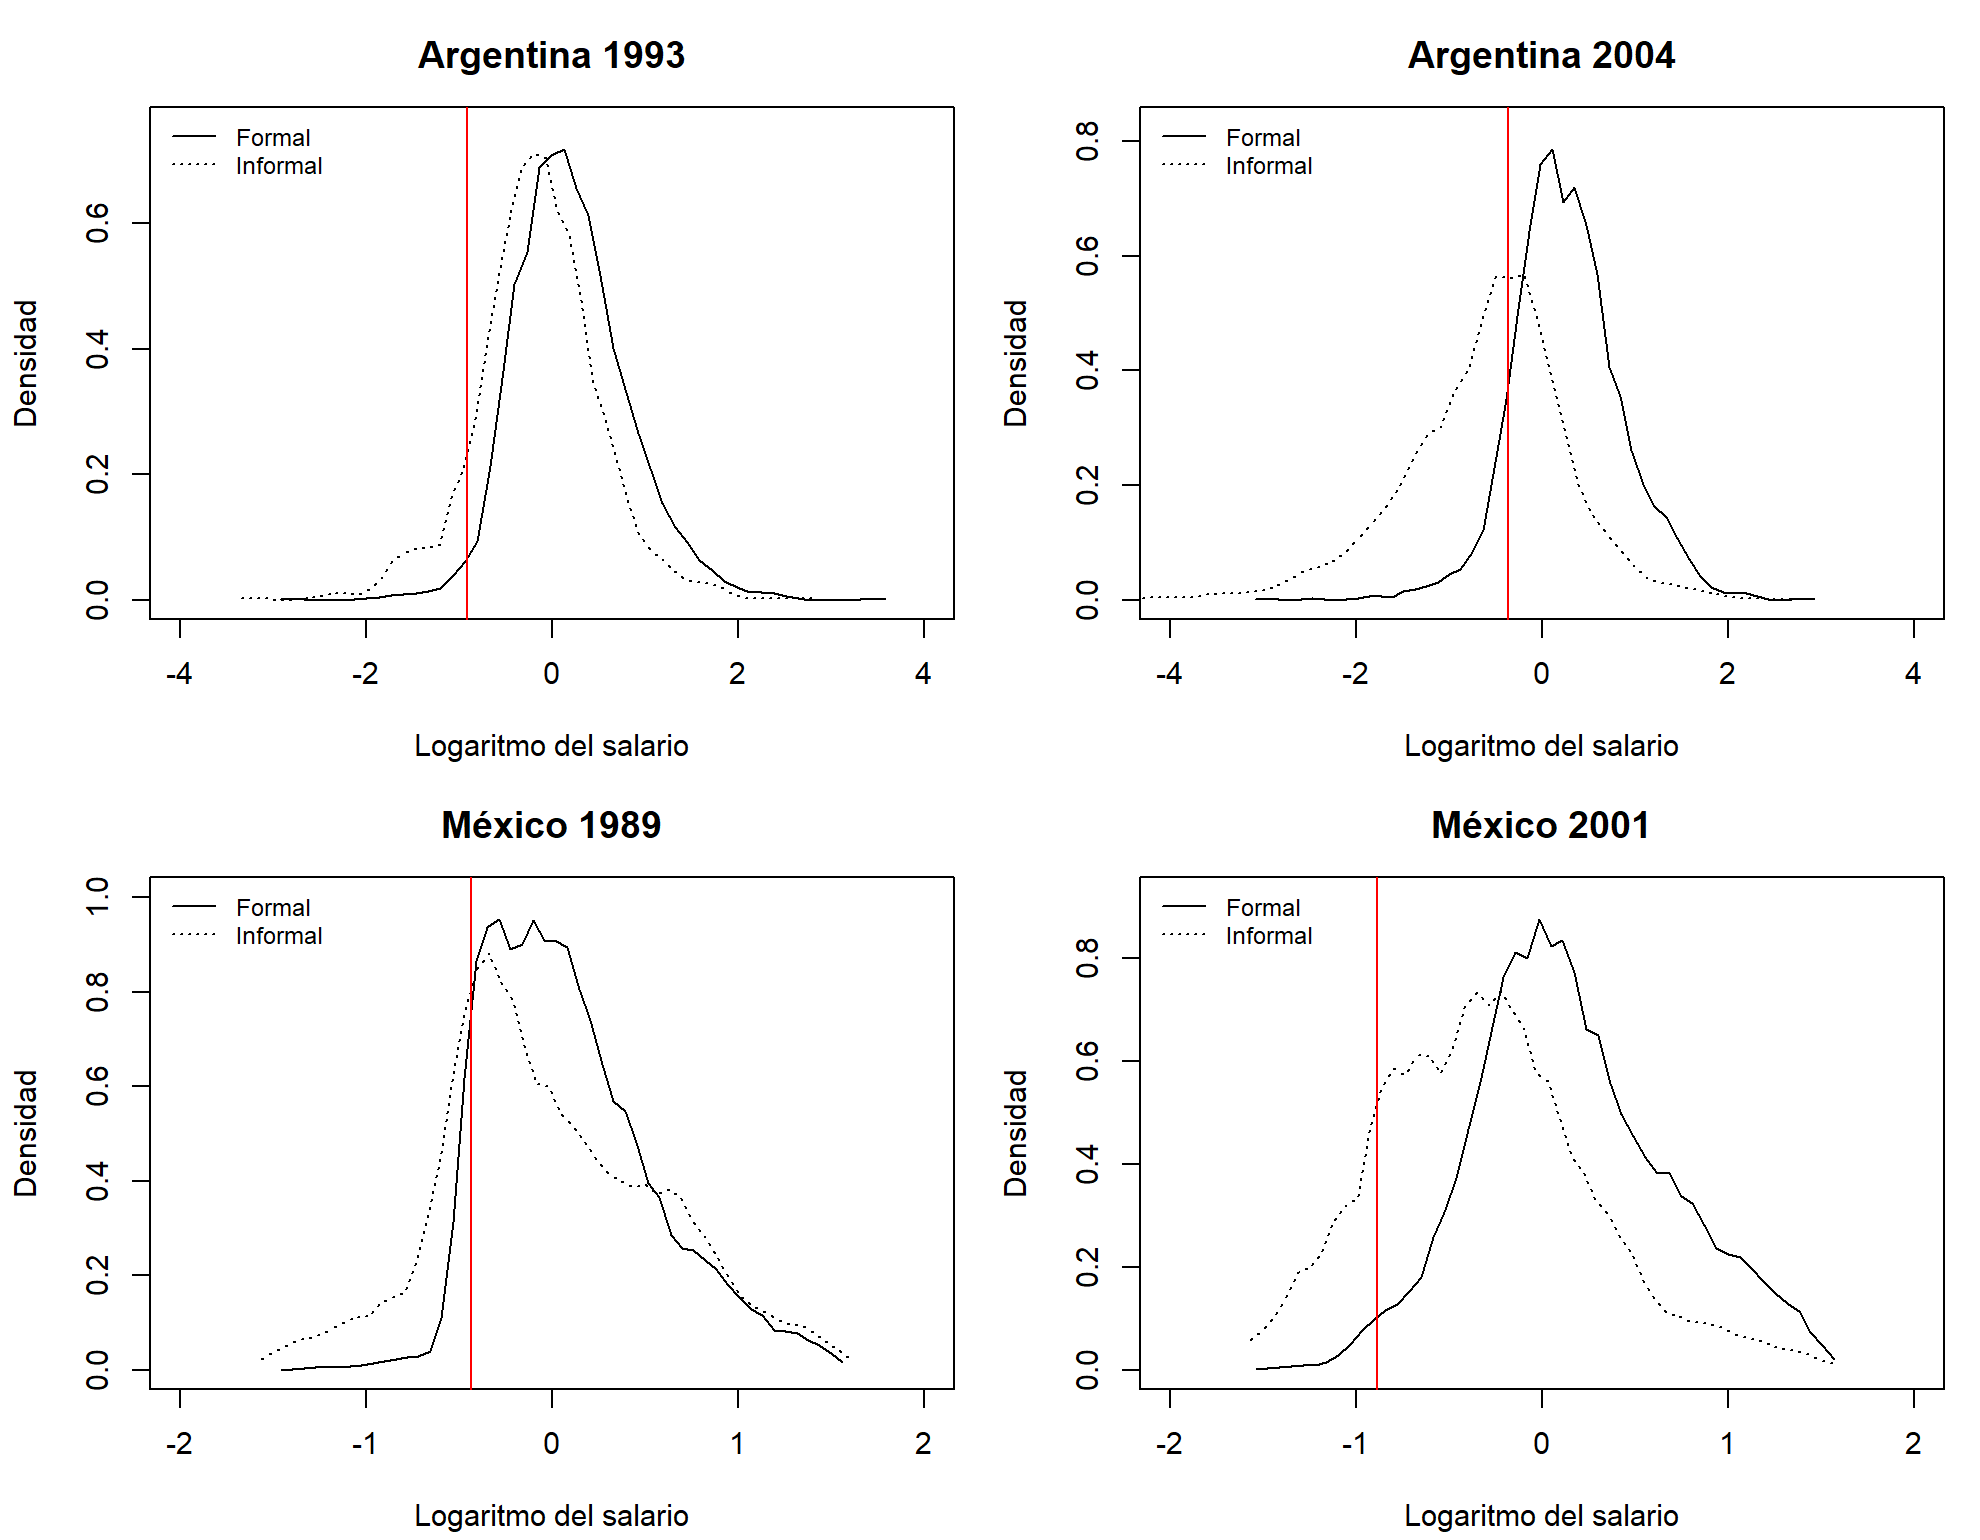 Argentina 1993
Formal
Informal
Densidad
0.0 0.2 0.4 0.6
-4 -2 0 2 4
Logaritmo del salario
Argentina 2004
Formal
Informal
Densidad
0.0 0.2 0.4 0.6 0.8
-4 -2 0 2 4
Logaritmo del salario
México 1989
Formal
Informal
Densidad
0.0 0.2 0.4 0.6 0.8 1.0
-2 -1 0 1 2
Logaritmo del salario
México 2001
Formal
Informal
Densidad
0.0 0.2 0.4 0.6 0.8
-2 -1 0 1 2
Logaritmo del salario